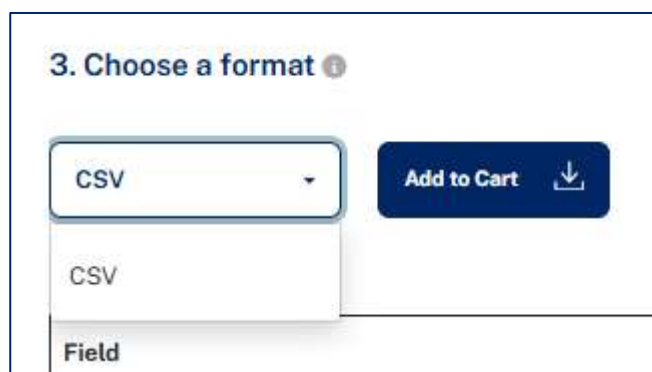 3. Choose a format
CSV
Add to Cart
CSV
Field